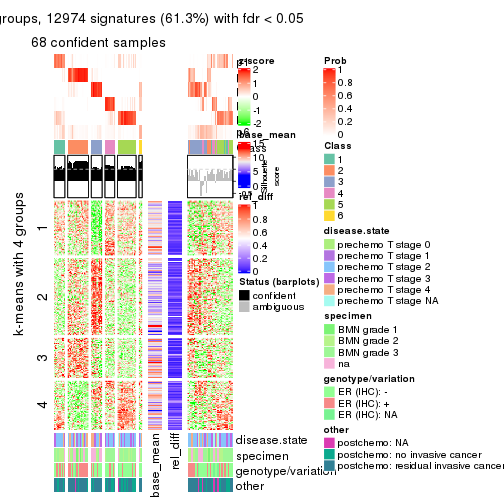 groups, 12974 signatures (61.3%) with fdr < 0.05
68 confident samples
k-means with 4 groups
1
2
3
4
z-score
2
1
0
-1
-2
base_mean
15
10
5
0
Silhouette
score
rel_diff
1
0.8
0.6
0.4
0.2
0
Status (barplots)
confident
ambiguous
disease.state
specimen
genotype/variation
other
base_mean
rel_diff
Prob
1
0.8
0.6
0.4
0.2
0
Class
1
2
3
4
5
6
disease.state
prechemo T stage 0
prechemo T stage 1
prechemo T stage 2
prechemo T stage 3
prechemo T stage 4
prechemo T stage NA
specimen
BMN grade 1
BMN grade 2
BMN grade 3
na
genotype/variation
ER (IHC): -
ER (IHC): +
ER (IHC): NA
other
postchemo: NA
postchemo: no invasive cancer
postchemo: residual invasive cancer